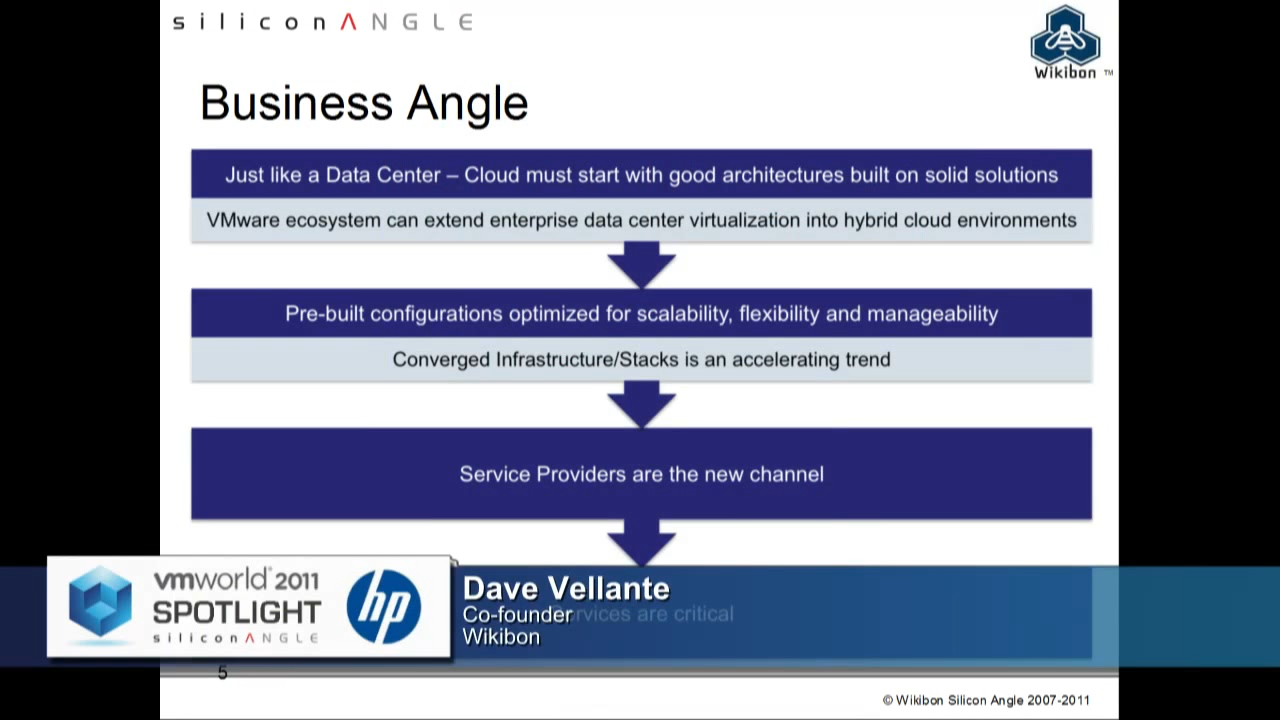 siliconANGLE
Wikibon TM
Business Angle
Just like a Data Center – Cloud must start with good architectures built on solid solutions
VMware ecosystem can extend enterprise data center virtualization into hybrid cloud environments
Pre-built configurations optimized for scalability, flexibility and manageability
Converged Infrastructure/Stacks is an accelerating trend
Service Providers are the new channel
Services are critical
vmworld® 2011
SPOTLIGHT
siliconANGLE
hp
Dave Vellante
Co-founder
Wikibon
5
© Wikibon Silicon Angle 2007-2011